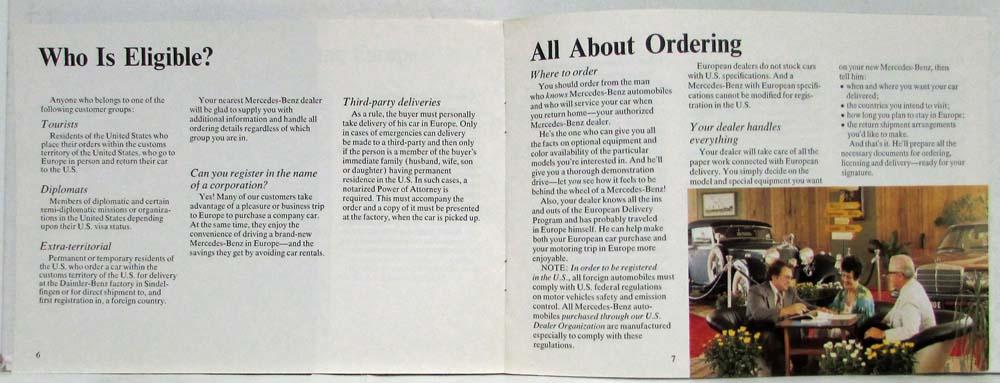 Who Is Eligible?
Anyone who belongs to one of the
following customer groups:
Tourists
Residents of the United States who
place their orders within the customs
territory of the United States, who go to
Europe in person and return their car
to the U.S.
Diplomats
Members of diplomatic and certain
semi-diplomatic missions or organiza-
tions in the United States depending
upon their U.S. visa status.
Extra-territorial
Permanent or temporary residents of
the U.S. who order a car within the
customs territory of the U.S. for delivery
at the Daimler-Benz factory in Sindel-
fingen or for direct shipment to, and
first registration in, a foreign country.
6
Your nearest Mercedes-Benz dealer
will be glad to supply you with
additional information and handle all
ordering details regardless of which
group you are in.
Can you register in the name
of a corporation?
Yes! Many of our customers take
advantage of a pleasure or business trip
to Europe to purchase a company car.
At the same time, they enjoy the
convenience of driving a brand-new
Mercedes-Benz in Europe—and the
savings they get by avoiding car rentals.
Third-party deliveries
As a rule, the buyer must personally
take delivery of his car in Europe. Only
in cases of emergencies can delivery
be made to a third-party and then only
if the person is a member of the buyer's
immediate family (husband, wife, son
or daughter) having permanent
residence in the U.S. In such cases, a
notarized Power of Attorney is
required. This must accompany the
order and a copy of it must be presented
at the factory, when the car is picked up.
All About Ordering
Where to order
You should order from the man
who knows Mercedes-Benz automobiles
and who will service your car when
you return home—your authorized
Mercedes-Benz dealer.
He's the one who can give you all
the facts on optional equipment and
color availability of the particular
models you're interested in. And he'll
give you a thorough demonstration
drive—let you see how it feels to be
behind the wheel of a Mercedes-Benz!
Also, your dealer knows all the ins
and outs of the European Delivery
Program and has probably traveled
in Europe himself. He can help make
both your European car purchase and
your motoring trip in Europe more
enjoyable.
NOTE: In order to be registered
in the U.S., all foreign automobiles must
comply with U.S. federal regulations
on motor vehicles safety and emission
control. All Mercedes-Benz auto-
mobiles purchased through our U.S.
Dealer Organization are manufactured
especially to comply with these
regulations.
7
European dealers do not stock cars
with U.S. specifications. And a
Mercedes-Benz with European specifi-
cations cannot be modified for regis-
tration in the U.S.
Your dealer handles
everything
Your dealer will take care of all the
paper work connected with European
delivery. You simply decide on the
model and special equipment you want
on your new Mercedes-Benz, then
tell him:
• when and where you want your car
delivered;
• the countries you intend to visit;
• how long you plan to stay in Europe;
• the return shipment arrangements
you'd like to make.
And that's it. He'll prepare all the
necessary documents for ordering,
licensing and delivery—ready for your
signature.